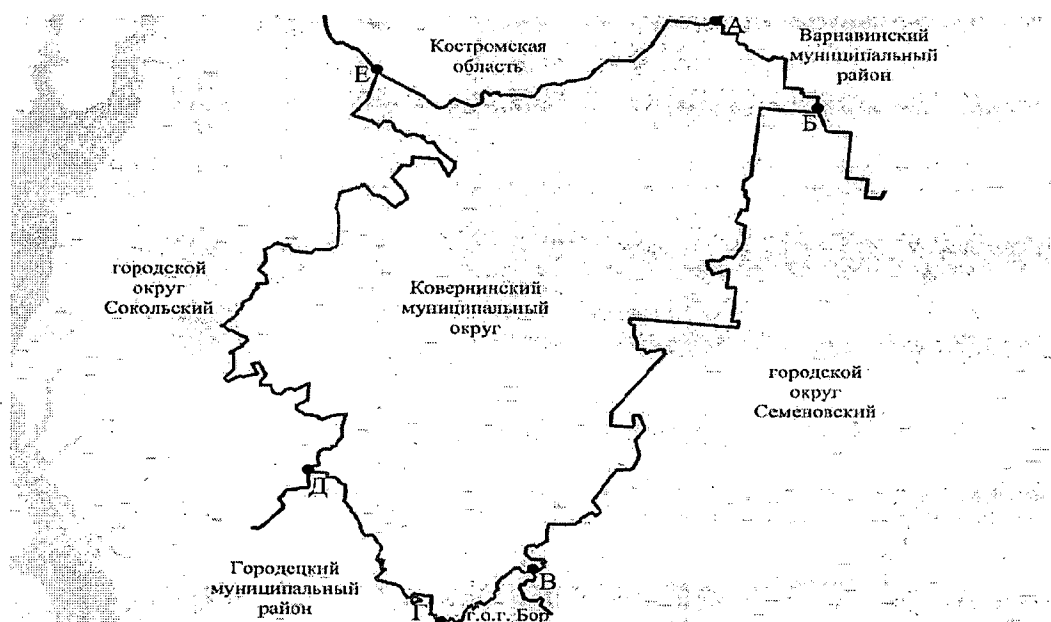 А
Костромская
область
Варнавинский
муниципальный
район
Е
Б
городской
округ
Сокольский
Ковернинский
муниципальный
округ
городской
округ
Семеновский
Д
Городецкий
муниципальный
район
В
Г
г.о.г. Бор